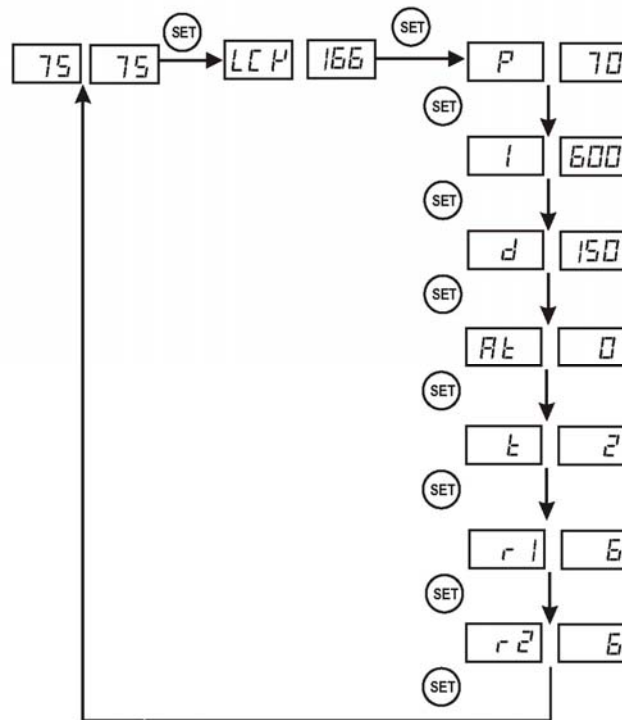 SET SET
75 75 LCK 166 P 70
SET
I 600
SET
d 150
SET
At 0
SET
t 2
SET
r1 6
SET
r2 6
SET